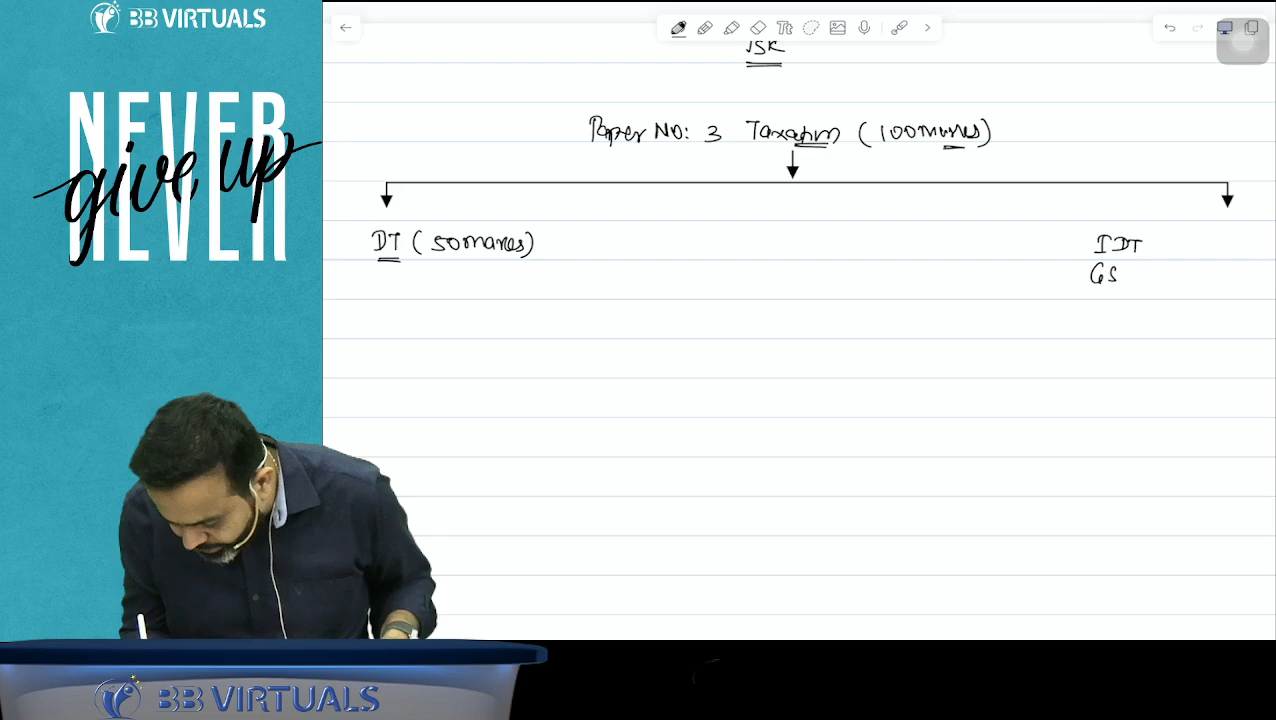 BB VIRTUALS
NEVER
give up
NEVER
JSK
Paper No: 3 Taxation (100 marks)
DT (50 marks)
IDT
GS
Tt
BB VIRTUALS